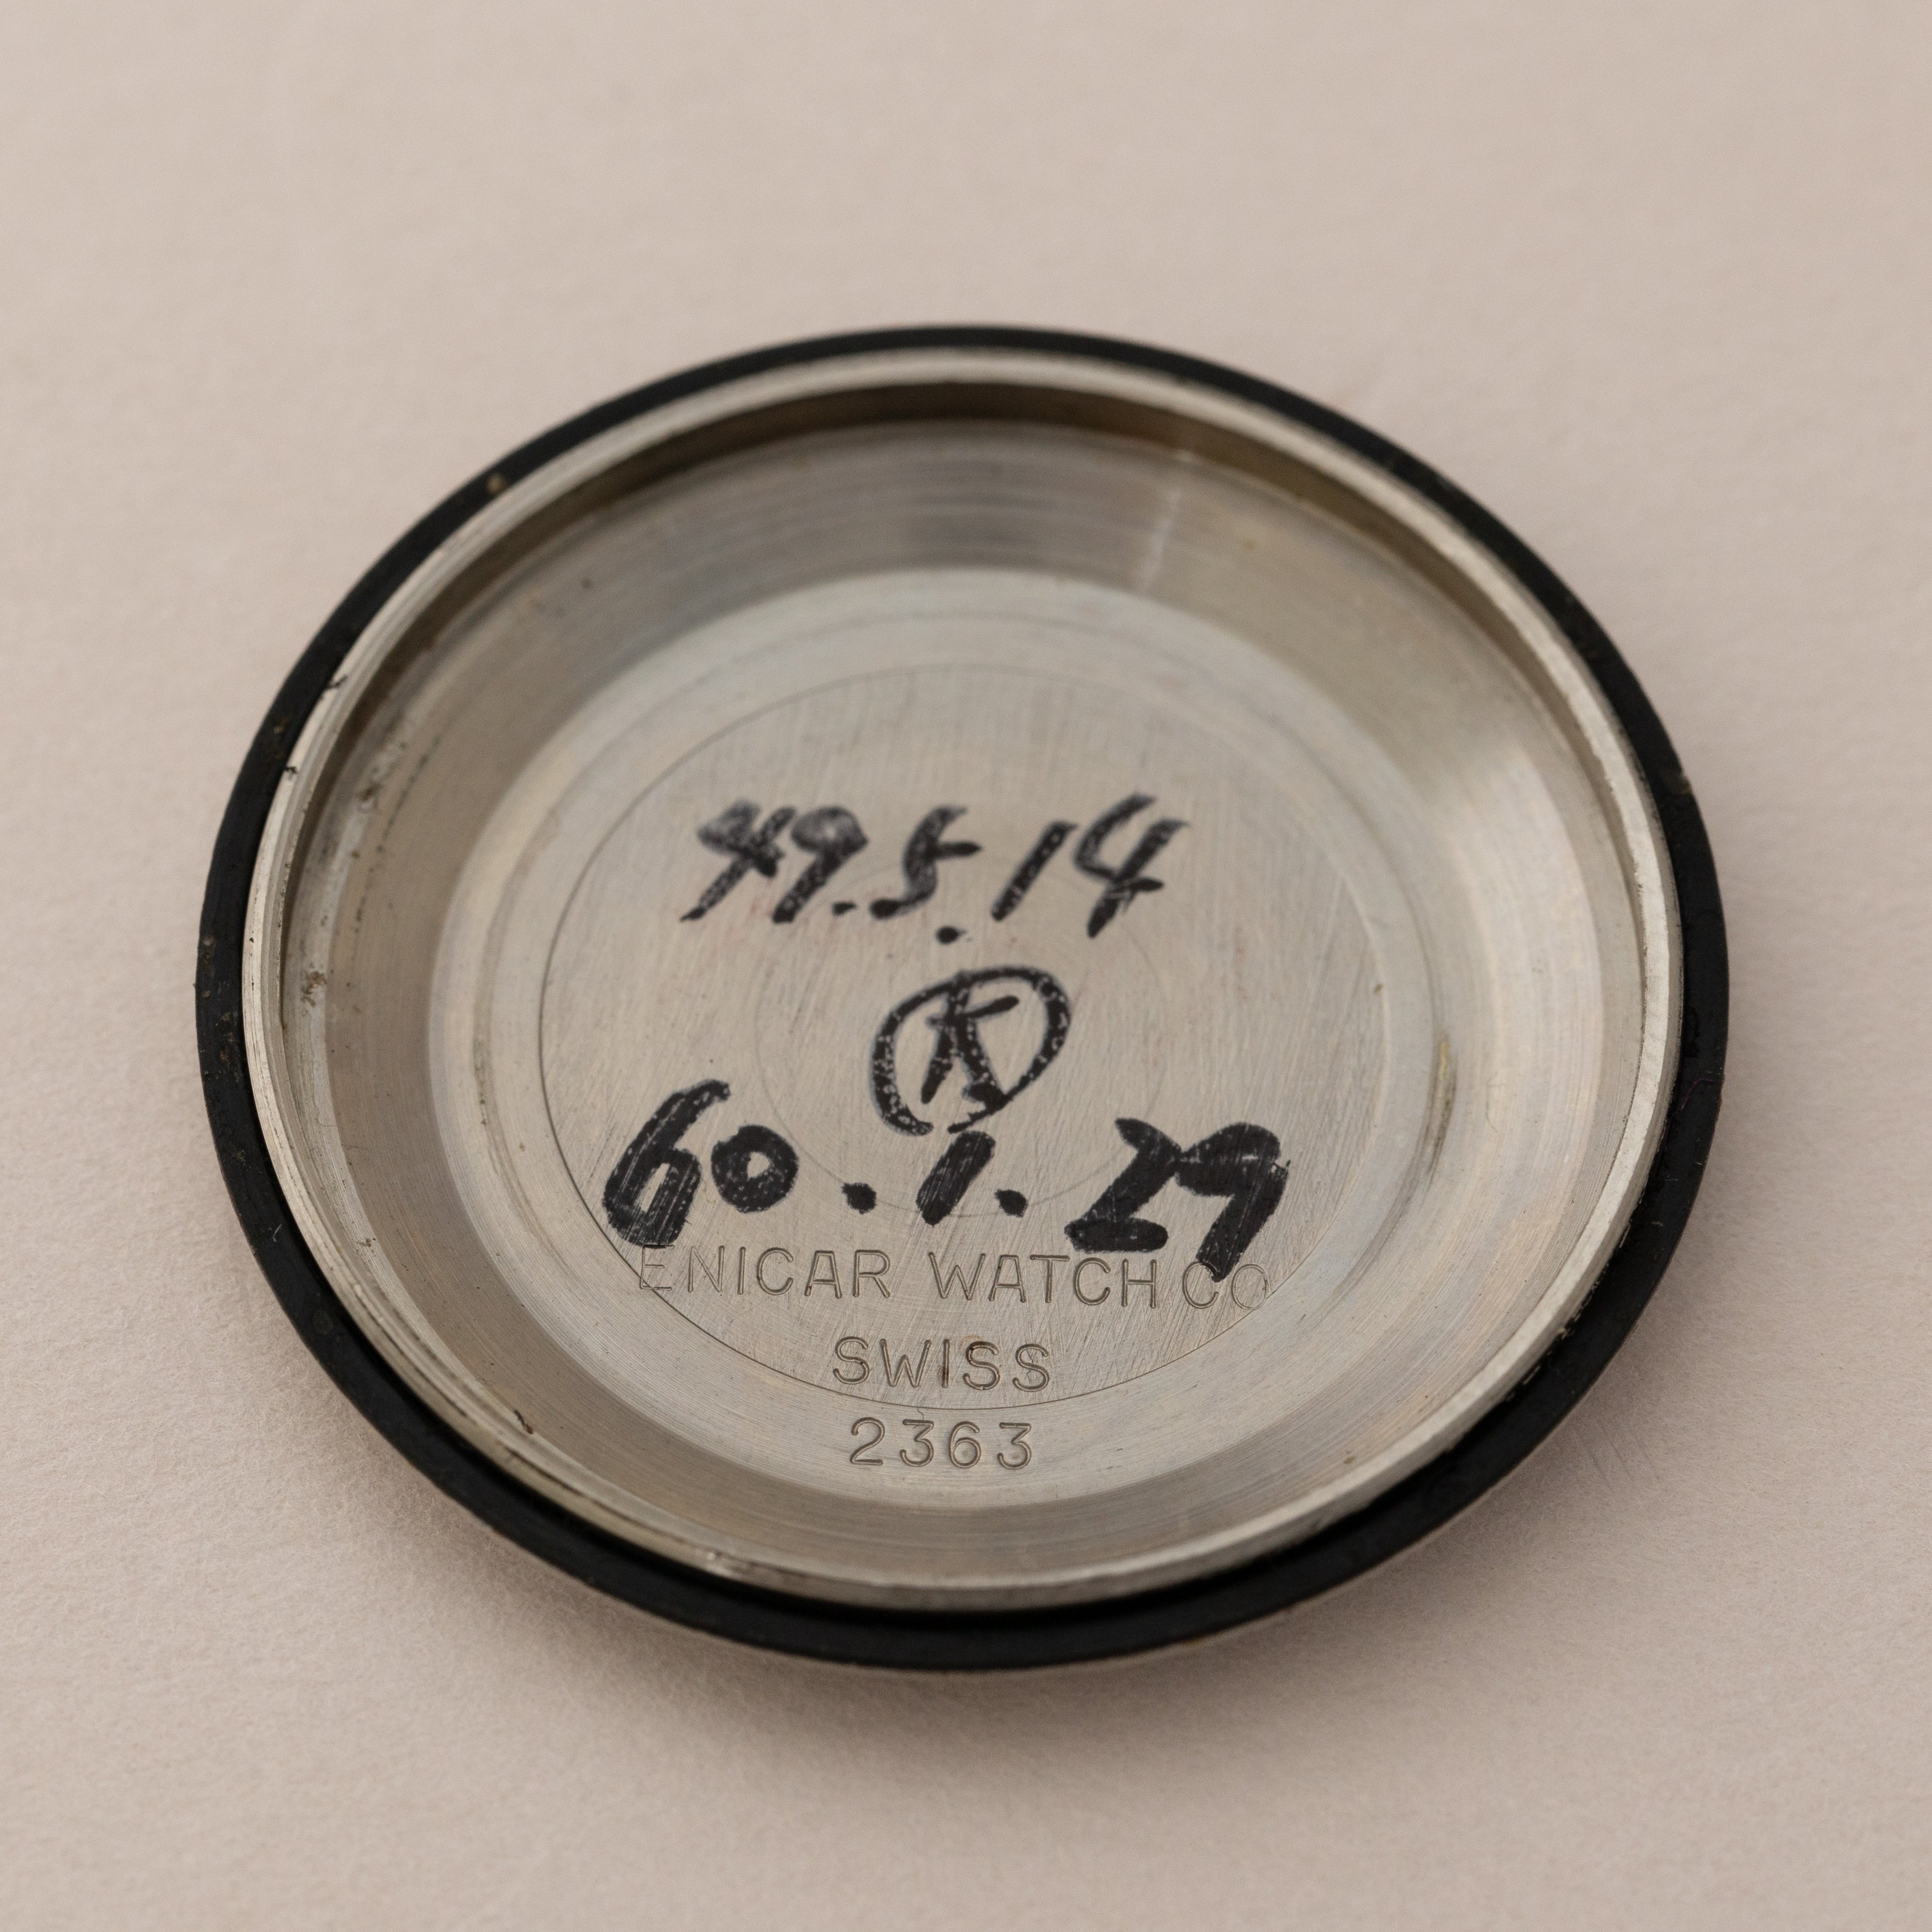 49.5.14
K
60.1.29
ENICAR WATCH CO
SWISS
2363